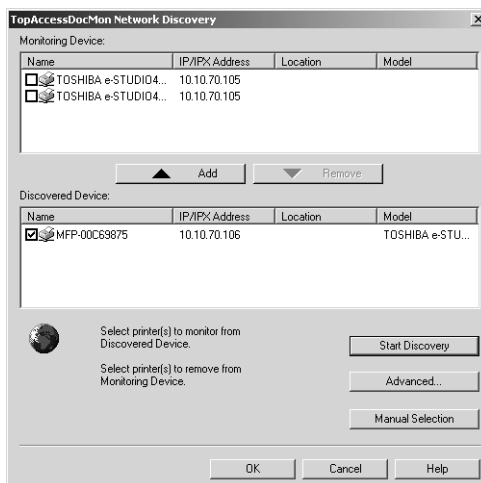 TopAccessDocMon Network Discovery
Monitoring Device:
Name IP/IPX Address Location Model
TOSHIBA e-STUDIO4... 10.10.70.105
TOSHIBA e-STUDIO4... 10.10.70.105
Add Remove
Discovered Device:
Name IP/IPX Address Location Model
MFP-00C69875 10.10.70.106 TOSHIBA e-STU...
Select printer(s) to monitor from
Discovered Device.
Start Discovery
Select printer(s) to remove from
Monitoring Device.
Advanced...
Manual Selection
OK Cancel Help